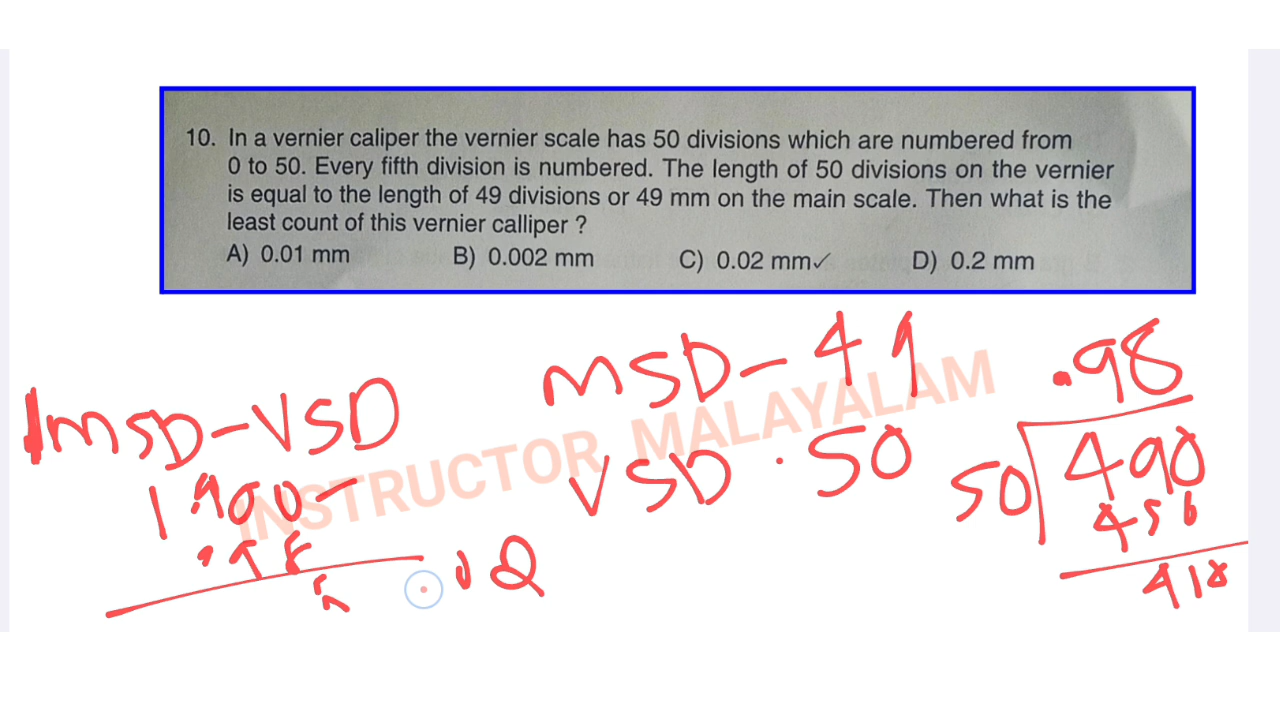 10. In a vernier caliper the vernier scale has 50 divisions which are numbered from
0 to 50. Every fifth division is numbered. The length of 50 divisions on the vernier
is equal to the length of 49 divisions or 49 mm on the main scale. Then what is the
least count of this vernier calliper ?
A) 0.01 mm B) 0.002 mm C) 0.02 mm✓ D) 0.2 mm
1MSD-VSD
MSD-49
VSD . 50
.98
50 490
450
INSTRUCTOR MALAYALAM